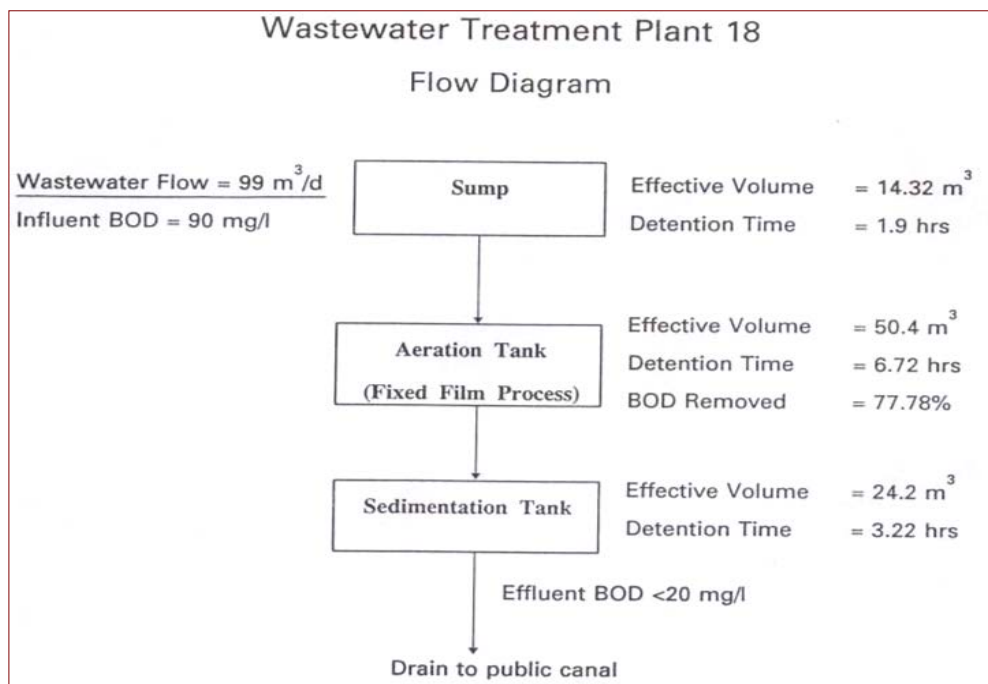 Wastewater Treatment Plant 18
Flow Diagram
Wastewater Flow = 99 m³/d
Influent BOD = 90 mg/l
Sump
Effective Volume = 14.32 m³
Detention Time = 1.9 hrs
Aeration Tank
(Fixed Film Process)
Effective Volume = 50.4 m³
Detention Time = 6.72 hrs
BOD Removed = 77.78%
Sedimentation Tank
Effective Volume = 24.2 m³
Detention Time = 3.22 hrs
Effluent BOD <20 mg/l
Drain to public canal